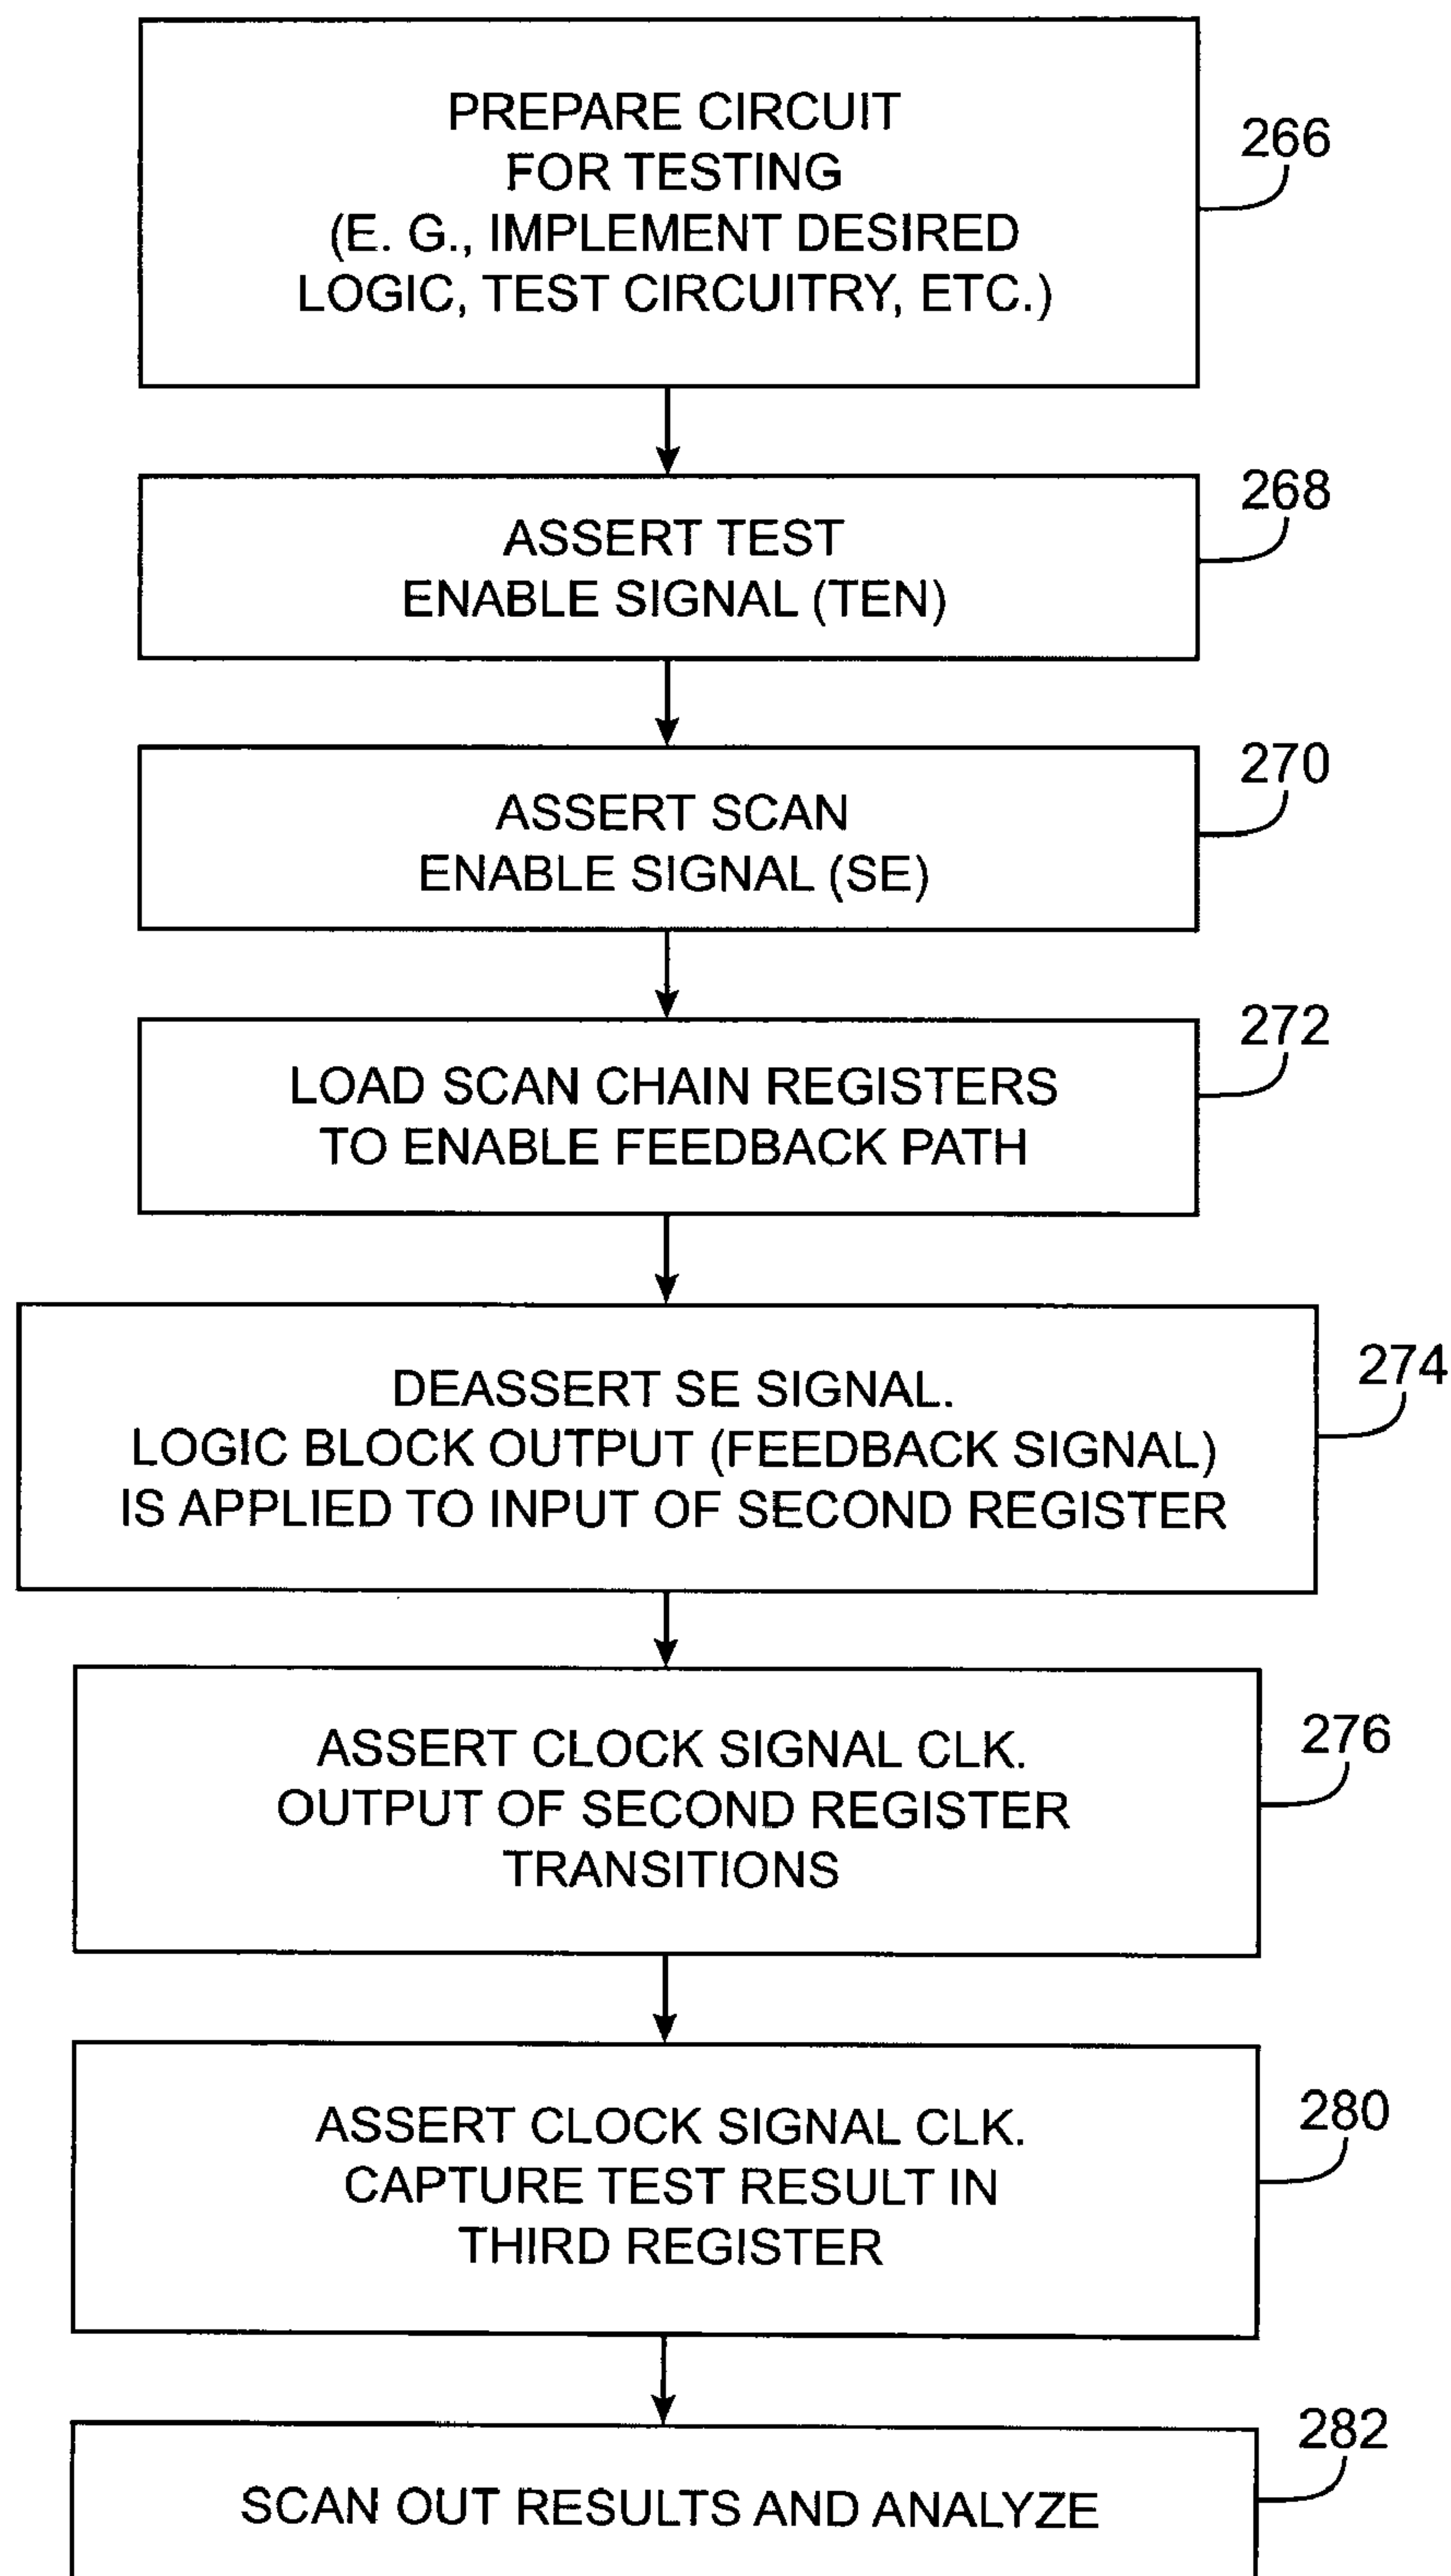 PREPARE CIRCUIT
FOR TESTING
(E. G., IMPLEMENT DESIRED
LOGIC, TEST CIRCUITRY, ETC.)
266
ASSERT TEST
ENABLE SIGNAL (TEN)
268
ASSERT SCAN
ENABLE SIGNAL (SE)
270
LOAD SCAN CHAIN REGISTERS
TO ENABLE FEEDBACK PATH
272
DEASSERT SE SIGNAL.
LOGIC BLOCK OUTPUT (FEEDBACK SIGNAL)
IS APPLIED TO INPUT OF SECOND REGISTER
274
ASSERT CLOCK SIGNAL CLK.
OUTPUT OF SECOND REGISTER
TRANSITIONS
276
ASSERT CLOCK SIGNAL CLK.
CAPTURE TEST RESULT IN
THIRD REGISTER
280
SCAN OUT RESULTS AND ANALYZE
282